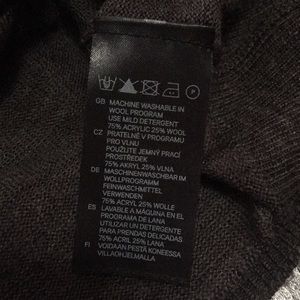 P
GB MACHINE WASHABLE IN
WOOL PROGRAM
USE MILD DETERGENT
75% ACRYLIC 25% WOOL
CZ PRATELNÉ V PROGRAMU
PRO VLNU
POUŽIJTE JEMNÝ PRACÍ
PROSTŘEDEK
75% AKRYL 25% VLNA
DE MASCHINENWASCHBAR IM
WOLLPROGRAMM
FEINWASCHMITTEL
VERWENDEN
75% ACRYL 25% WOLLE
ES LAVABLE A MÁQUINA EN EL
PROGRAMA DE LANA
UTILIZAR UN DETERGENTE
PARA PRENDAS DELICADAS
75% ACRIL 25% LANA
FI VOIDAAN PESTÄ KONEESSA
VILLAOHJELMALLA